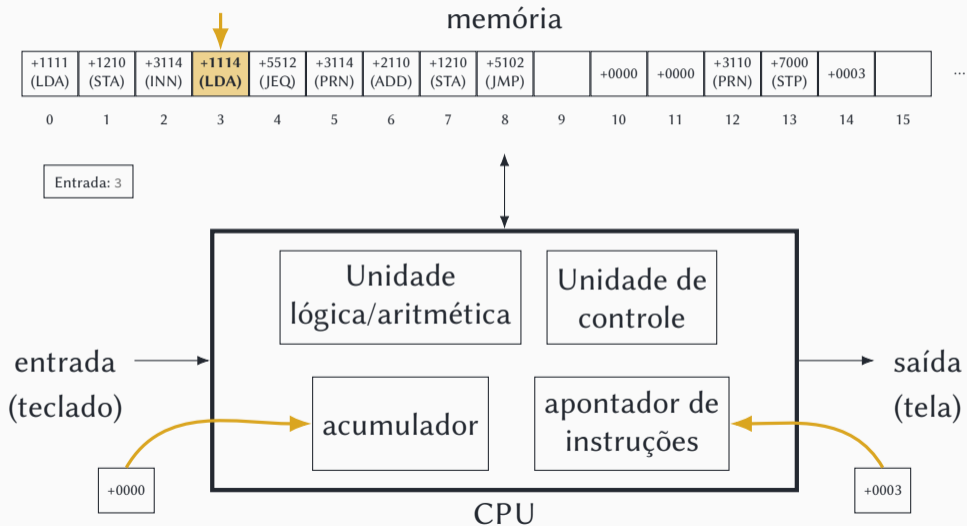 memória
+1111 +1210 +3114 +1114 +5512 +3114 +2110 +1210 +5102 +0000 +0000 +3110 +7000 +0003 ...
(LDA) (STA) (INN) (LDA) (JEQ) (PRN) (ADD) (STA) (JMP) (PRN) (STP)
0 1 2 3 4 5 6 7 8 9 10 11 12 13 14 15
Entrada: 3
Unidade
lógica/aritmética
Unidade de
controle
entrada
(teclado)
saída
(tela)
acumulador
apontador de
instruções
+0000
+0003
CPU